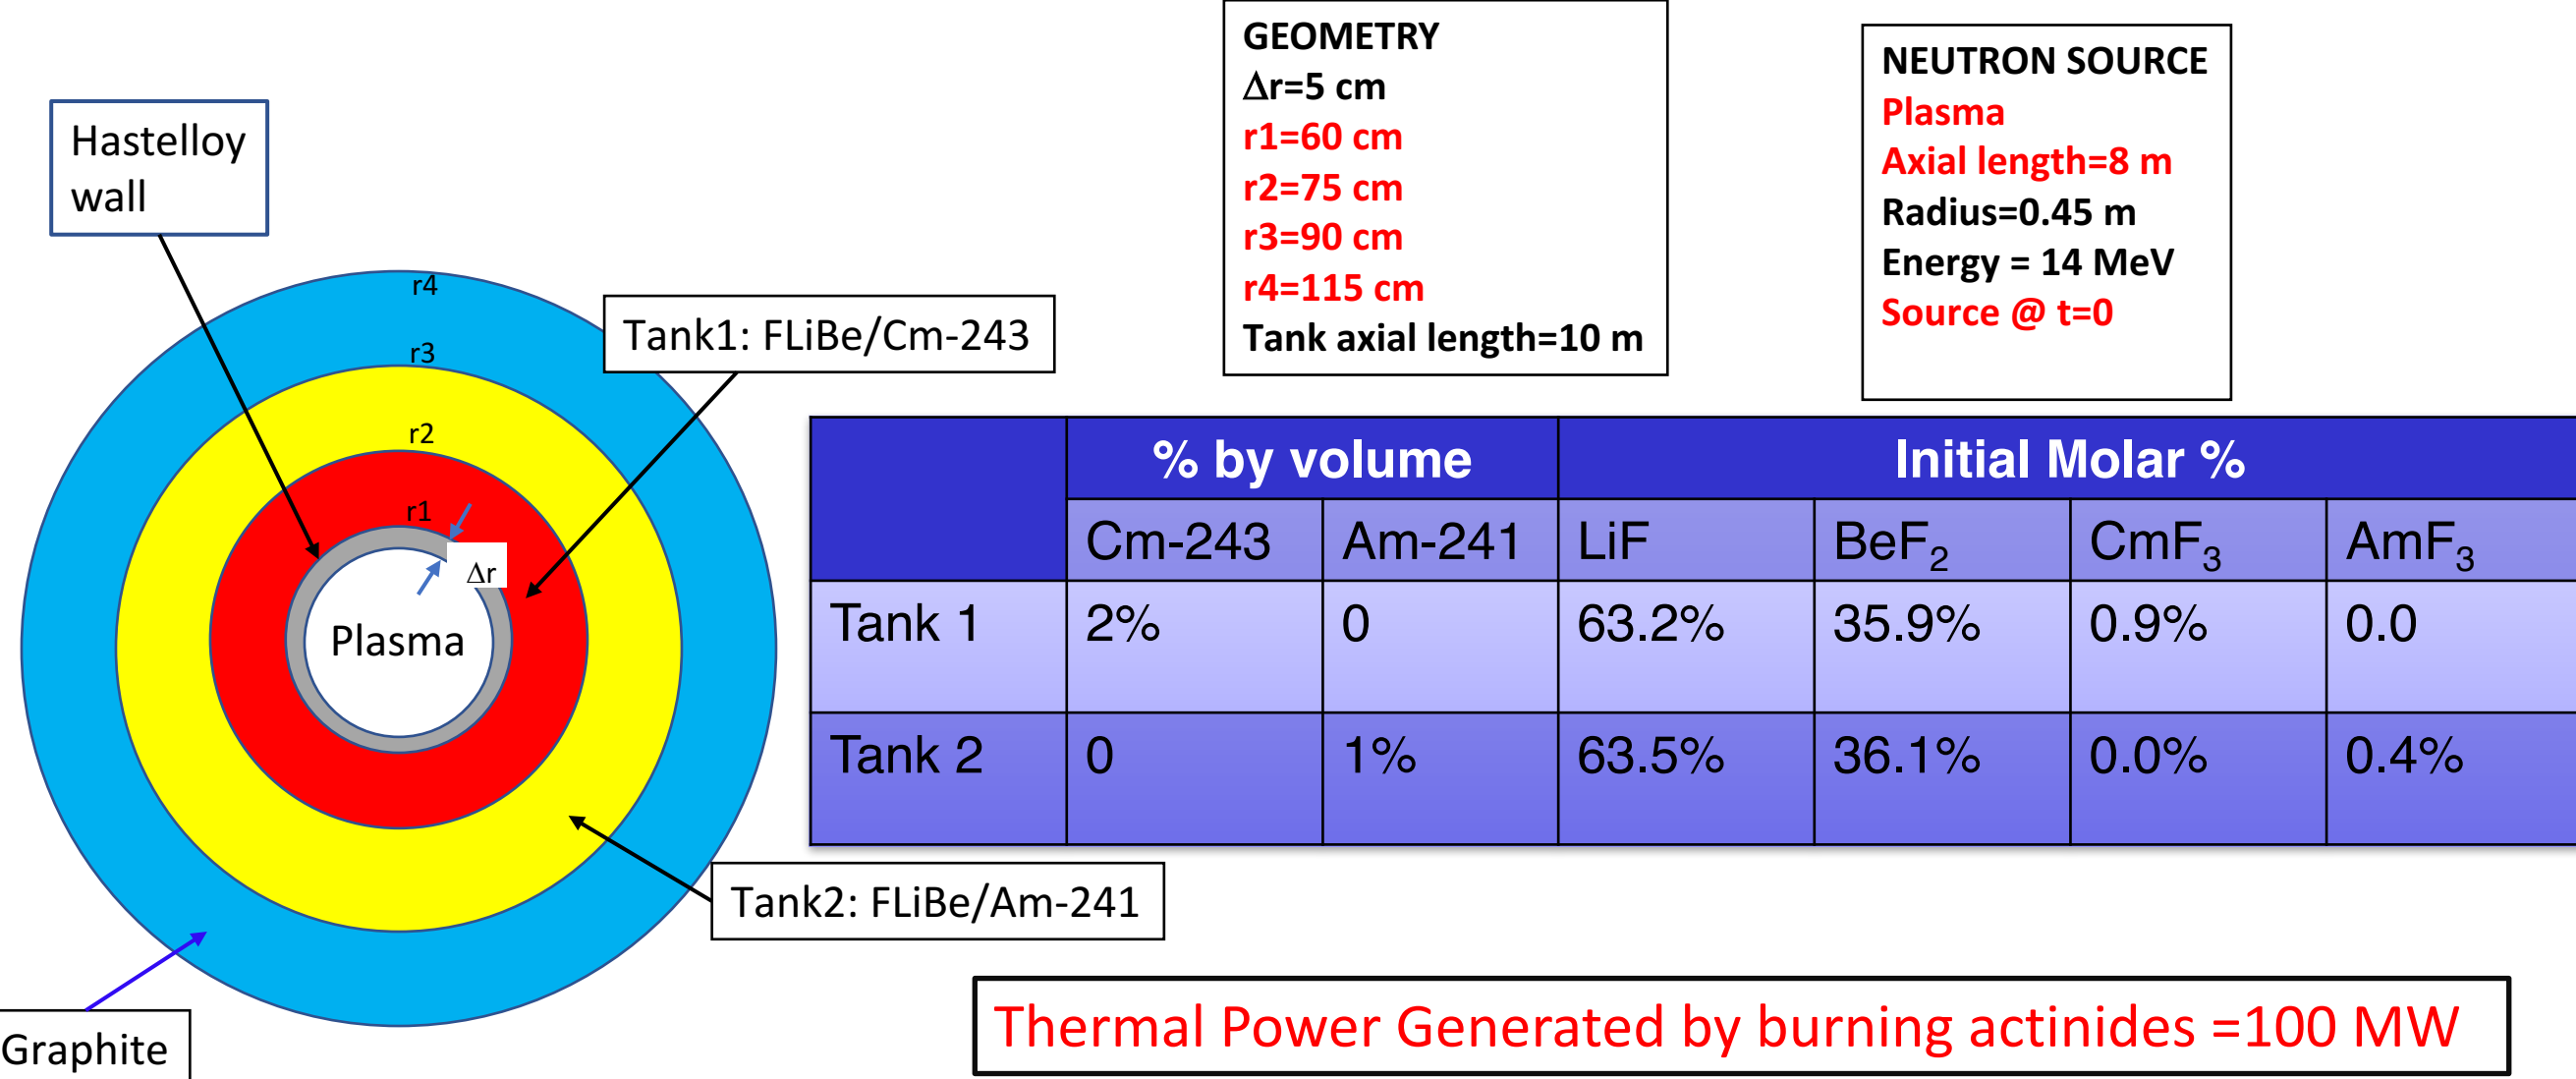 GEOMETRY
Δr=5 cm
r1=60 cm
r2=75 cm
r3=90 cm
r4=115 cm
Tank axial length=10 m
NEUTRON SOURCE
Plasma
Axial length=8 m
Radius=0.45 m
Energy = 14 MeV
Source @ t=0
Hastelloy
wall
r4
r3
r2
r1
Δr
Plasma
Tank1: FLiBe/Cm-243
Tank2: FLiBe/Am-241
Graphite
% by volume Initial Molar %
Cm-243 Am-241 LiF BeF₂ CmF₃ AmF₃
Tank 1 2% 0 63.2% 35.9% 0.9% 0.0
Tank 2 0 1% 63.5% 36.1% 0.0% 0.4%
Thermal Power Generated by burning actinides =100 MW